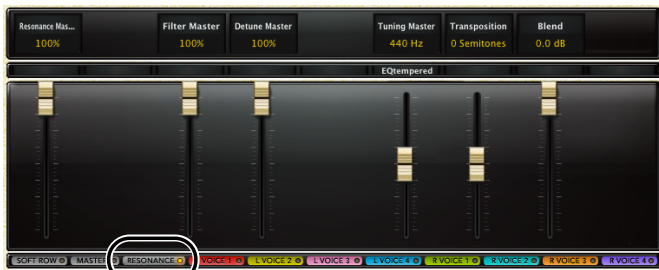 Resonance Mas... Filter Master Detune Master Tuning Master Transposition Blend
100% 100% 100% 440 Hz 0 Semitones 0.0 dB
EQtempered
SOFT ROW MASTER RESONANCE VOICE 1 L VOICE 2 L VOICE 3 L VOICE 4 R VOICE 1 R VOICE 2 R VOICE 3 R VOICE 4